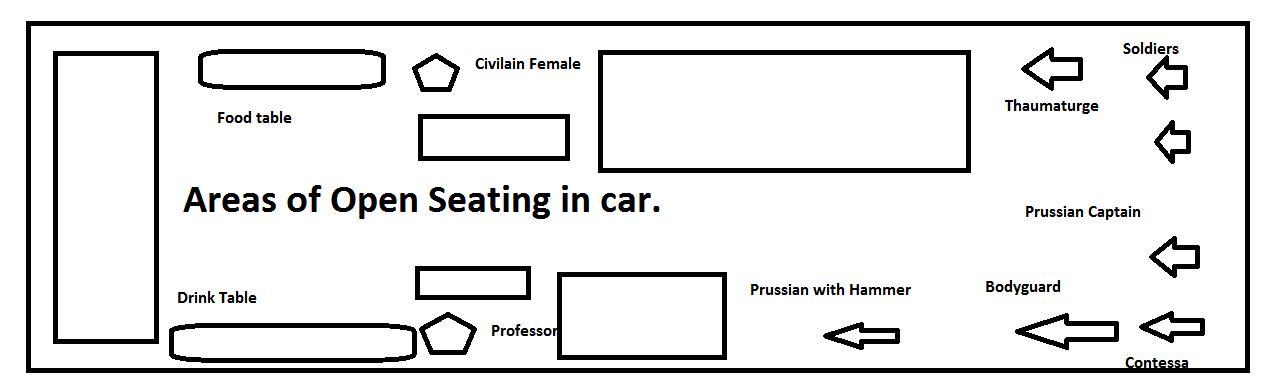 Soldiers
Civilain Female
Thaumaturge
Food table
Areas of Open Seating in car.
Prussian Captain
Bodyguard
Prussian with Hammer
Drink Table
Professor
Contessa